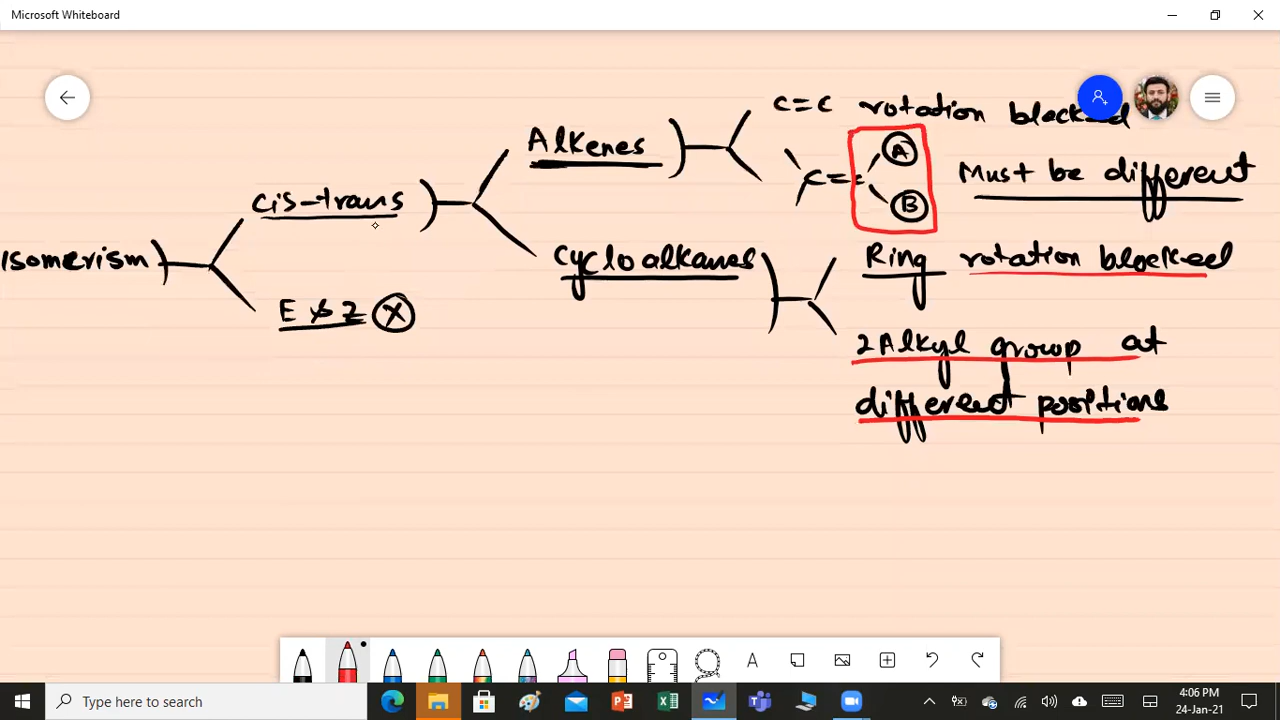 Microsoft Whiteboard
C=C rotation blocked
Alkenes
A
C=C Must be different
B
cis-trans
Isomerism
Cycloalkanes
Ring rotation blocked
E & Z X
2 Alkyl group at
different positions
A
Type here to search
4:06 PM
24-Jan-21